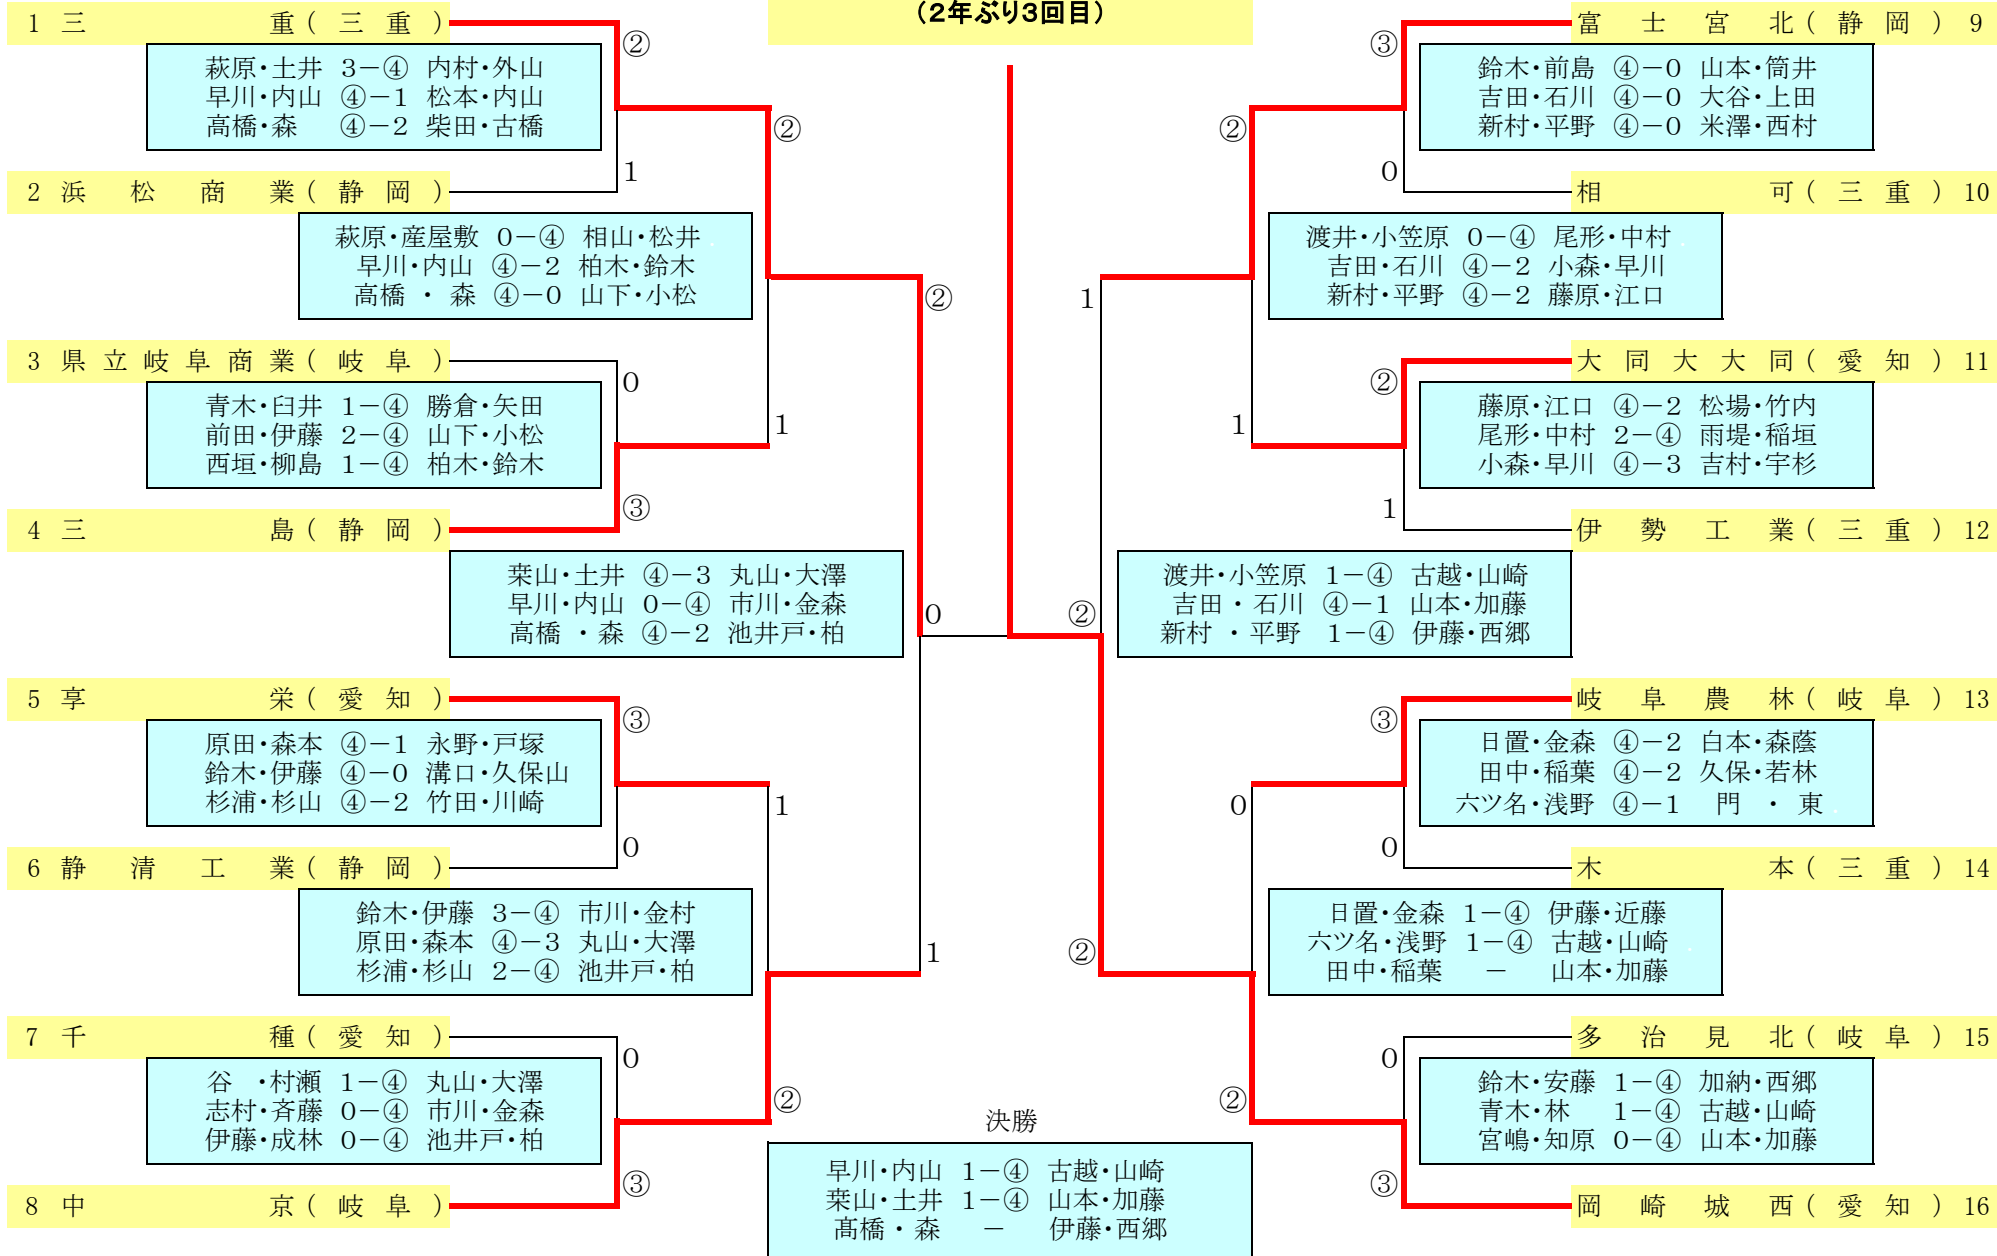 （２年ぶり３回目）
1 三重(三重)
②
萩原・土井 3－④ 内村・外山
早川・内山 ④－1 松本・内山
高橋・森 ④－2 柴田・古橋
②
1
2 浜松商業(静岡)
萩原・産屋敷 0－④ 相山・松井
早川・内山 ④－2 柏木・鈴木
高橋・森 ④－0 山下・小松
②
3 県立岐阜商業(岐阜)
0
青木・臼井 1－④ 勝倉・矢田
前田・伊藤 2－④ 山下・小松
西垣・柳島 1－④ 柏木・鈴木
1
③
4 三島(静岡)
桒山・土井 ④－3 丸山・大澤
早川・内山 0－④ 市川・金森
高橋・森 ④－2 池井戸・柏
0
5 享栄(愛知)
③
原田・森本 ④－1 永野・戸塚
鈴木・伊藤 ④－0 溝口・久保山
杉浦・杉山 ④－2 竹田・川崎
1
0
6 静清工業(静岡)
鈴木・伊藤 3－④ 市川・金村
原田・森本 ④－3 丸山・大澤
杉浦・杉山 2－④ 池井戸・柏
1
7 千種(愛知)
0
谷・村瀬 1－④ 丸山・大澤
志村・斉藤 0－④ 市川・金森
伊藤・成林 0－④ 池井戸・柏
②
③
8 中京(岐阜)
決勝
早川・内山 1－④ 古越・山崎
桒山・土井 1－④ 山本・加藤
髙橋・森 － 伊藤・西郷
富士宮北(静岡) 9
③
鈴木・前島 ④－0 山本・筒井
吉田・石川 ④－0 大谷・上田
新村・平野 ④－0 米澤・西村
②
0
相可(三重) 10
渡井・小笠原 0－④ 尾形・中村
吉田・石川 ④－2 小森・早川
新村・平野 ④－2 藤原・江口
1
大同大大同(愛知) 11
②
藤原・江口 ④－2 松場・竹内
尾形・中村 2－④ 雨堤・稲垣
小森・早川 ④－3 吉村・宇杉
1
1
伊勢工業(三重) 12
渡井・小笠原 1－④ 古越・山崎
吉田・石川 ④－1 山本・加藤
新村・平野 1－④ 伊藤・西郷
②
岐阜農林(岐阜) 13
③
日置・金森 ④－2 白本・森蔭
田中・稲葉 ④－2 久保・若林
六ツ名・浅野 ④－1 門・東
0
0
木本(三重) 14
日置・金森 1－④ 伊藤・近藤
六ツ名・浅野 1－④ 古越・山崎
田中・稲葉 － 山本・加藤
②
多治見北(岐阜) 15
0
鈴木・安藤 1－④ 加納・西郷
青木・林 1－④ 古越・山崎
宮嶋・知原 0－④ 山本・加藤
②
③
岡崎城西(愛知) 16